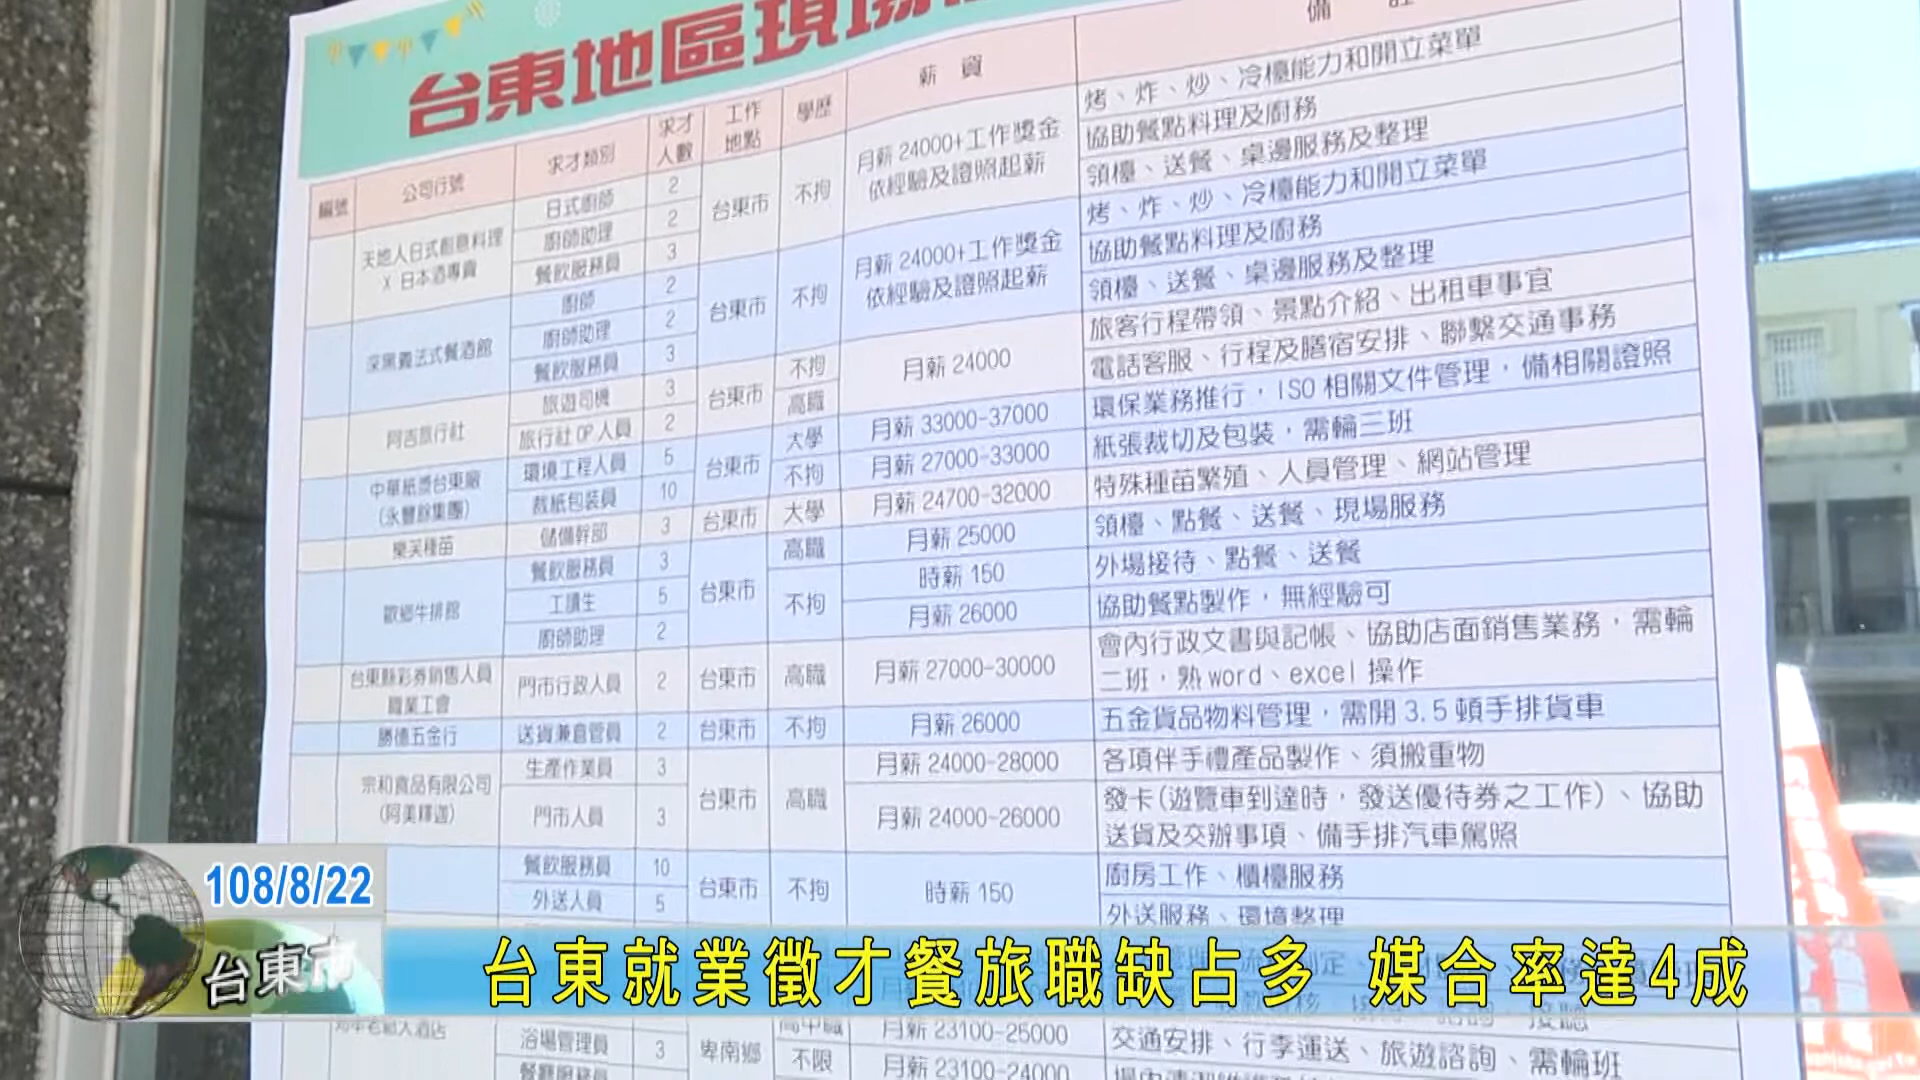 台東地區現場
編號 公司行號 求才類別 求才人數 工作地點 學歷 薪資 備註
天地人日式創意料理 X 日本酒專賣 日式廚師 2 台東市 不拘 月薪 24000+工作獎金 依經驗及證照起薪 烤、炸、炒、冷檯能力和開立菜單
廚師助理 2 協助餐點料理及廚務
餐飲服務員 3 領檯、送餐、桌邊服務及整理
深黑義法式餐酒館 廚師 2 台東市 不拘 月薪 24000+工作獎金 依經驗及證照起薪 烤、炸、炒、冷檯能力和開立菜單
廚師助理 2 協助餐點料理及廚務
餐飲服務員 3 領檯、送餐、桌邊服務及整理
阿吉旅行社 旅遊司機 3 台東市 不拘 月薪 24000 旅客行程帶領、景點介紹、出租車事宜
旅行社 OP 人員 2 高職 電話客服、行程及膳宿安排、聯繫交通事務
中華紙漿台東廠 (永豐餘集團) 環境工程人員 5 台東市 大學 月薪 33000-37000 環保業務推行，ISO 相關文件管理，備相關證照
裁紙包裝員 10 不拘 月薪 27000-33000 紙張裁切及包裝，需輪三班
樂芙種苗 儲備幹部 3 台東市 大學 月薪 24700-32000 特殊種苗繁殖、人員管理、網站管理
歐鄉牛排館 餐飲服務員 3 台東市 高職 月薪 25000 領檯、點餐、送餐、現場服務
工讀生 5 不拘 時薪 150 外場接待、點餐、送餐
廚師助理 2 月薪 26000 協助餐點製作，無經驗可
台東縣彩券銷售人員職業工會 門市行政人員 2 台東市 高職 月薪 27000-30000 會內行政文書與記帳、協助店面銷售業務，需輪二班，熟 word、excel 操作
勝德五金行 送貨兼倉管員 2 台東市 不拘 月薪 26000 五金貨品物料管理，需開 3.5 頓手排貨車
宗和食品有限公司 (阿美釋迦) 生產作業員 3 台東市 高職 月薪 24000-28000 各項伴手禮產品製作、須搬重物
門市人員 3 月薪 24000-26000 發卡(遊覽車到達時，發送優待券之工作)、協助送貨及交辦事項、備手排汽車駕照
餐飲服務員 10 台東市 不拘 時薪 150 廚房工作、櫃檯服務
外送人員 5 外送服務、環境整理
108/8/22
台東市
台東就業徵才餐旅職缺占多 媒合率達4成
高中職 月薪 23100-25000 交通安排、行李運送、旅遊諮詢、需輪班
浴場管理員 3 卑南鄉 不限 月薪 23100-24000
餐廳服務員